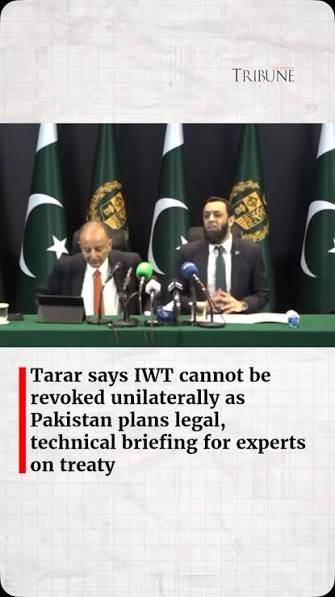 TRIBUNE
Tarar says IWT cannot be
revoked unilaterally as
Pakistan plans legal,
technical briefing for experts
on treaty